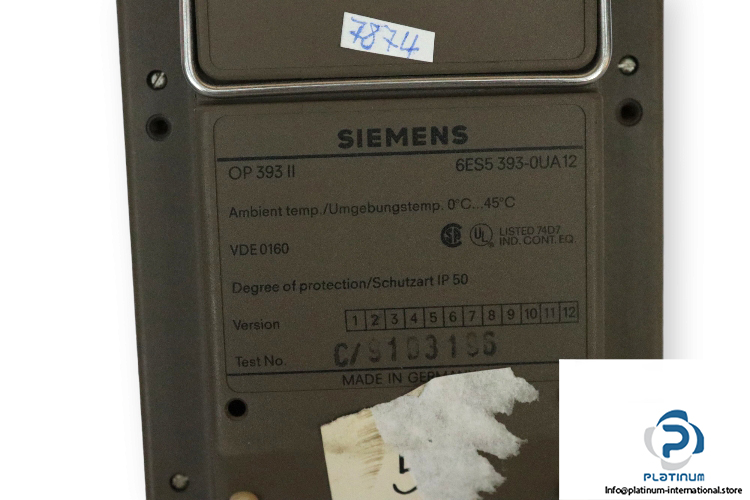 7874
SIEMENS
OP 393 II
6ES5 393-0UA12
Ambient temp./Umgebungstemp. 0°C...45°C
VDE 0160
LISTED 74D7
IND. CONT. EQ.
Degree of protection/Schutzart IP 50
Version 1 2 3 4 5 6 7 8 9 10 11 12
Test No. C/9103196
MADE IN
PLATINUM
Info@platinum-international.store